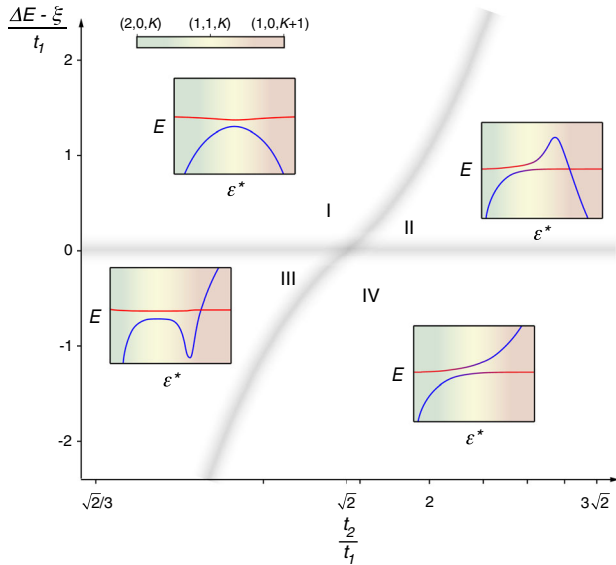 ΔE - ξ
t₁
(2,0,K) (1,1,K) (1,0,K+1)
2
1
0
-1
-2
E
ε*
E
ε*
I
II
III
IV
E
ε*
E
ε*
√2/3 √2 2 3√2
t₂
t₁